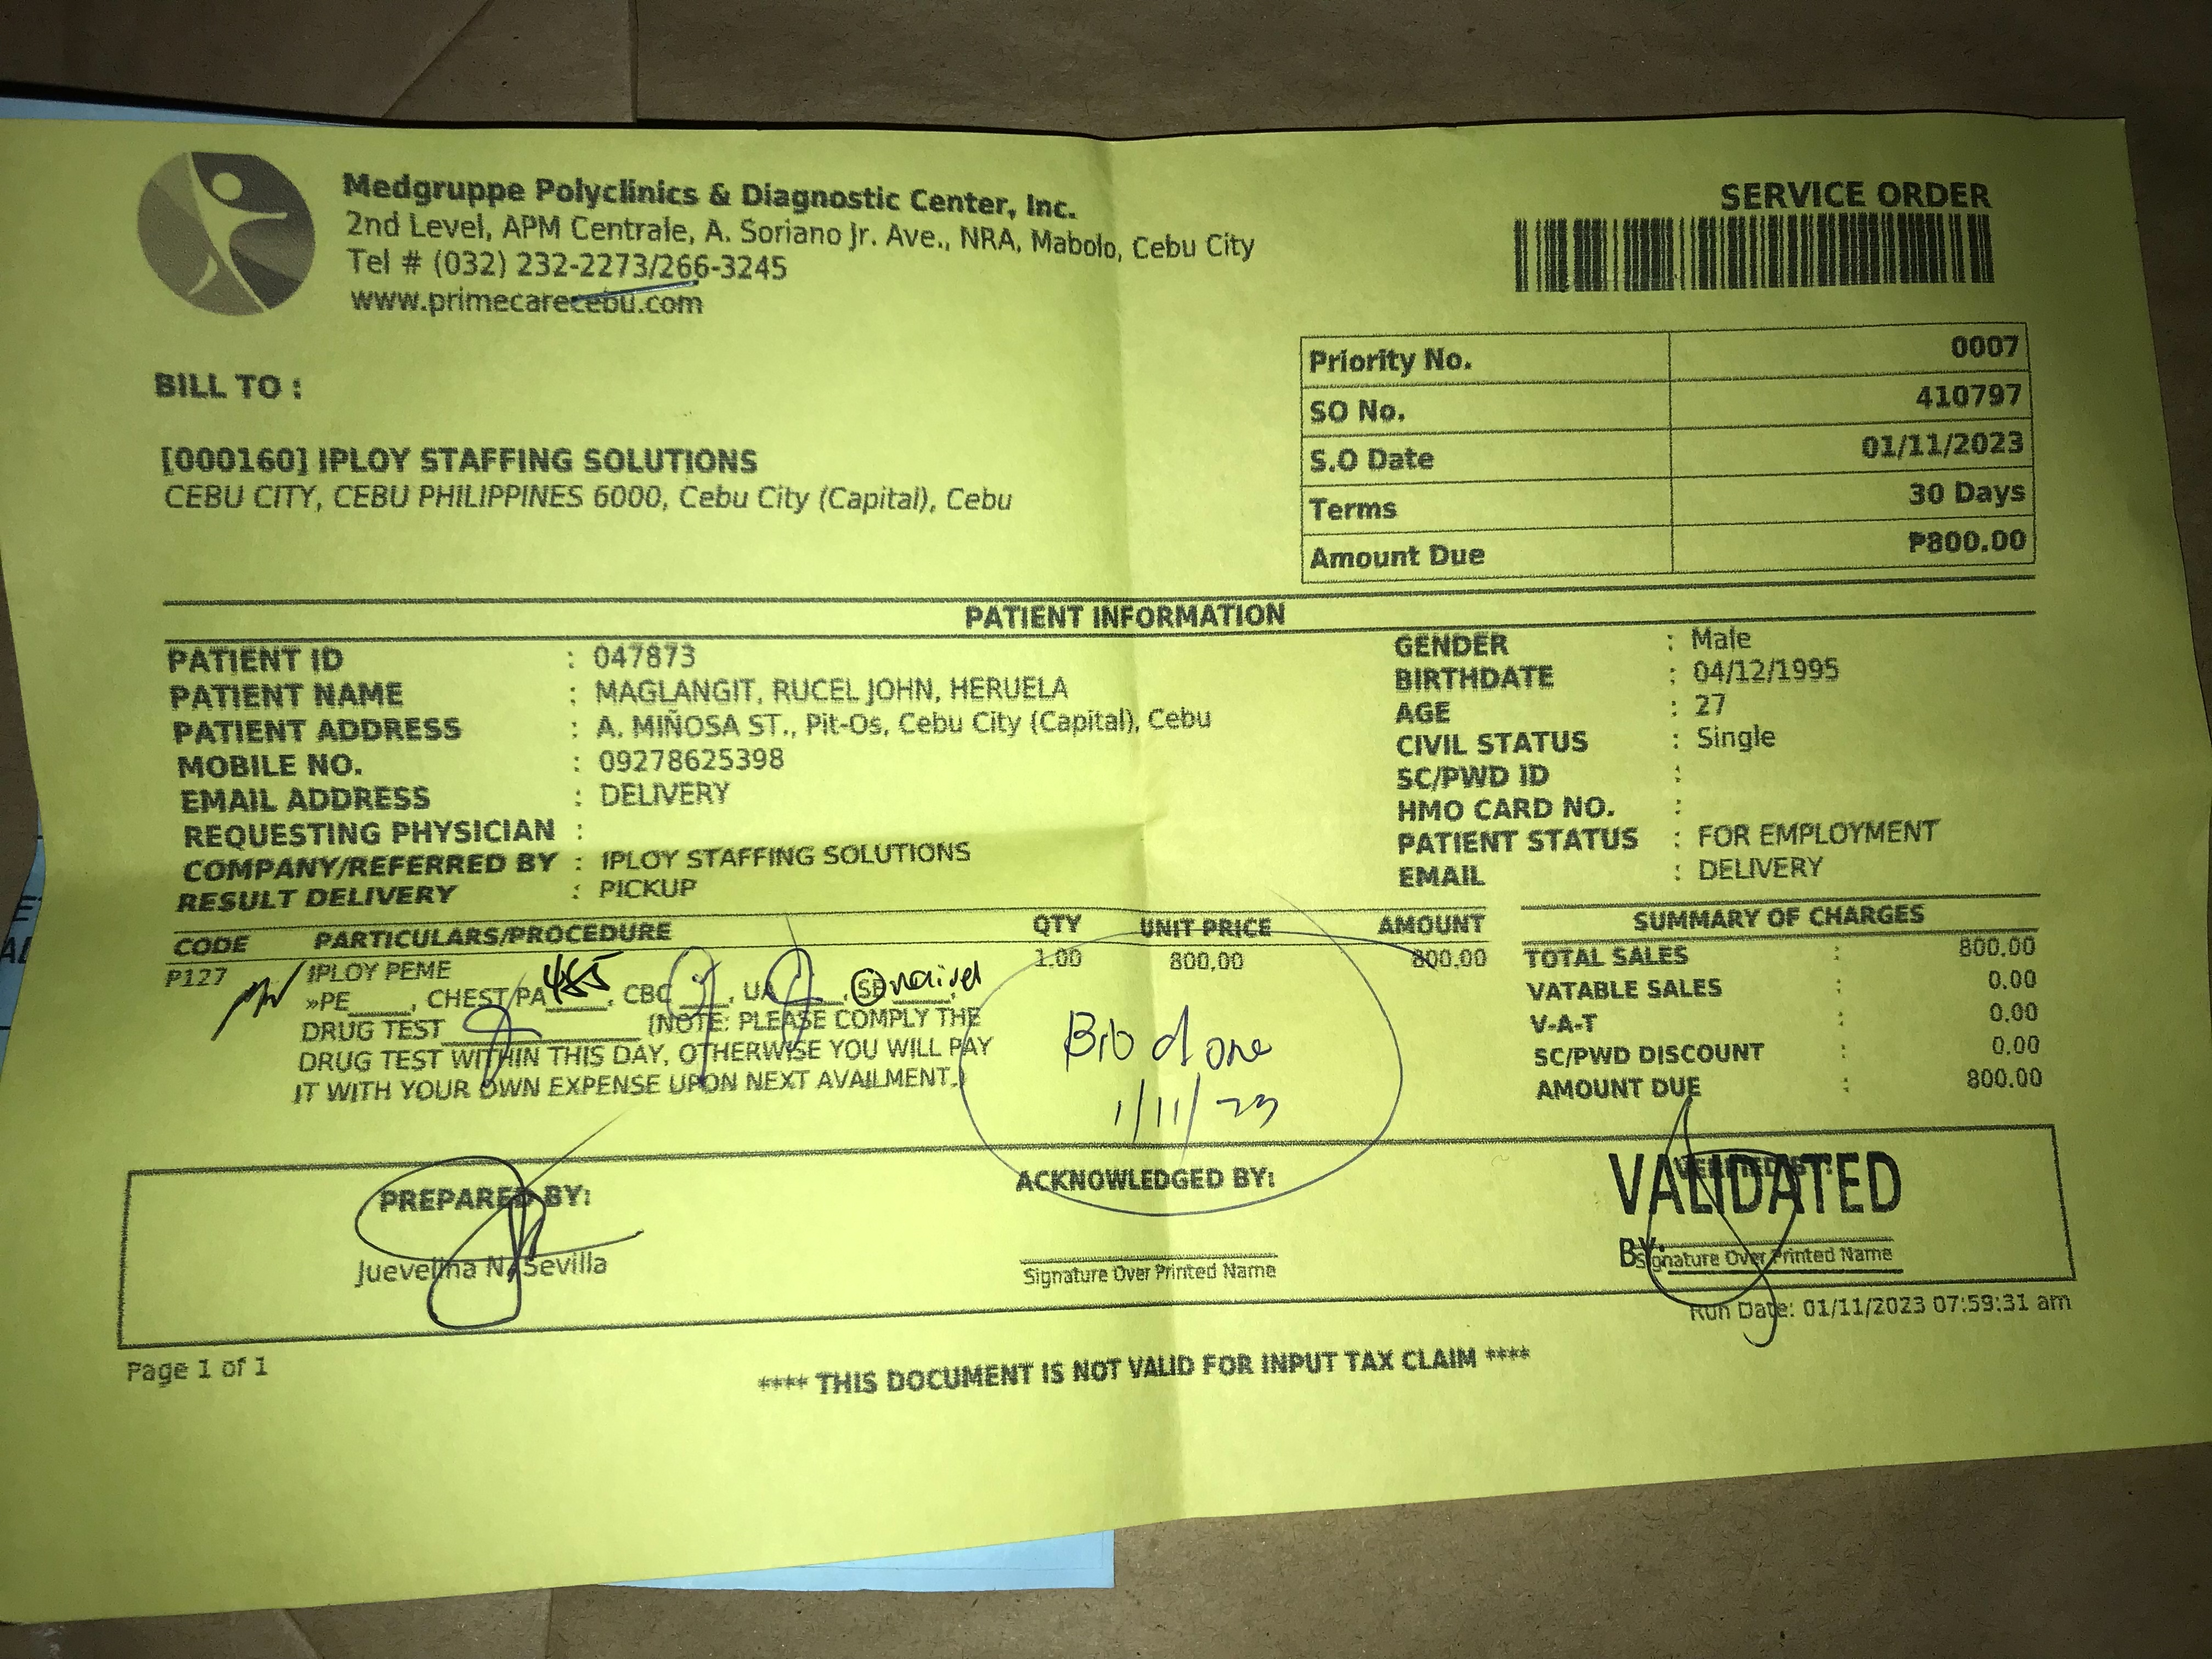 Medgruppe Polyclinics & Diagnostic Center, Inc.
2nd Level, APM Centrale, A. Soriano Jr. Ave., NRA, Mabolo, Cebu City
Tel # (032) 232-2273/266-3245
www.primecarecebu.com
SERVICE ORDER
BILL TO :
[000160] IPLOY STAFFING SOLUTIONS
CEBU CITY, CEBU PHILIPPINES 6000, Cebu City (Capital), Cebu
Priority No. 0007
SO No. 410797
S.O Date 01/11/2023
Terms 30 Days
Amount Due ₱800.00
PATIENT INFORMATION
PATIENT ID : 047873
PATIENT NAME : MAGLANGIT, RUCEL JOHN, HERUELA
PATIENT ADDRESS : A. MIÑOSA ST., Pit-Os, Cebu City (Capital), Cebu
MOBILE NO. : 09278625398
EMAIL ADDRESS : DELIVERY
REQUESTING PHYSICIAN :
COMPANY/REFERRED BY : IPLOY STAFFING SOLUTIONS
RESULT DELIVERY : PICKUP
GENDER : Male
BIRTHDATE : 04/12/1995
AGE : 27
CIVIL STATUS : Single
SC/PWD ID :
HMO CARD NO. :
PATIENT STATUS : FOR EMPLOYMENT
EMAIL : DELIVERY
CODE PARTICULARS/PROCEDURE QTY UNIT PRICE AMOUNT
P127 IPLOY PEME 1.00 800.00 800.00
»PE____, CHEST PA 485, CBC____, UA____, SE____,
DRUG TEST____ (NOTE: PLEASE COMPLY THE
DRUG TEST WITHIN THIS DAY, OTHERWISE YOU WILL PAY
IT WITH YOUR OWN EXPENSE UPON NEXT AVAILMENT.)
done
1/11/23
SUMMARY OF CHARGES
TOTAL SALES : 800.00
VATABLE SALES : 0.00
V-A-T : 0.00
SC/PWD DISCOUNT : 0.00
AMOUNT DUE : 800.00
PREPARED BY:
Juevelina N. Sevilla
ACKNOWLEDGED BY:
Signature Over Printed Name
VALIDATED
BY:
Signature Over Printed Name
Run Date: 01/11/2023 07:59:31 am
Page 1 of 1
**** THIS DOCUMENT IS NOT VALID FOR INPUT TAX CLAIM ****